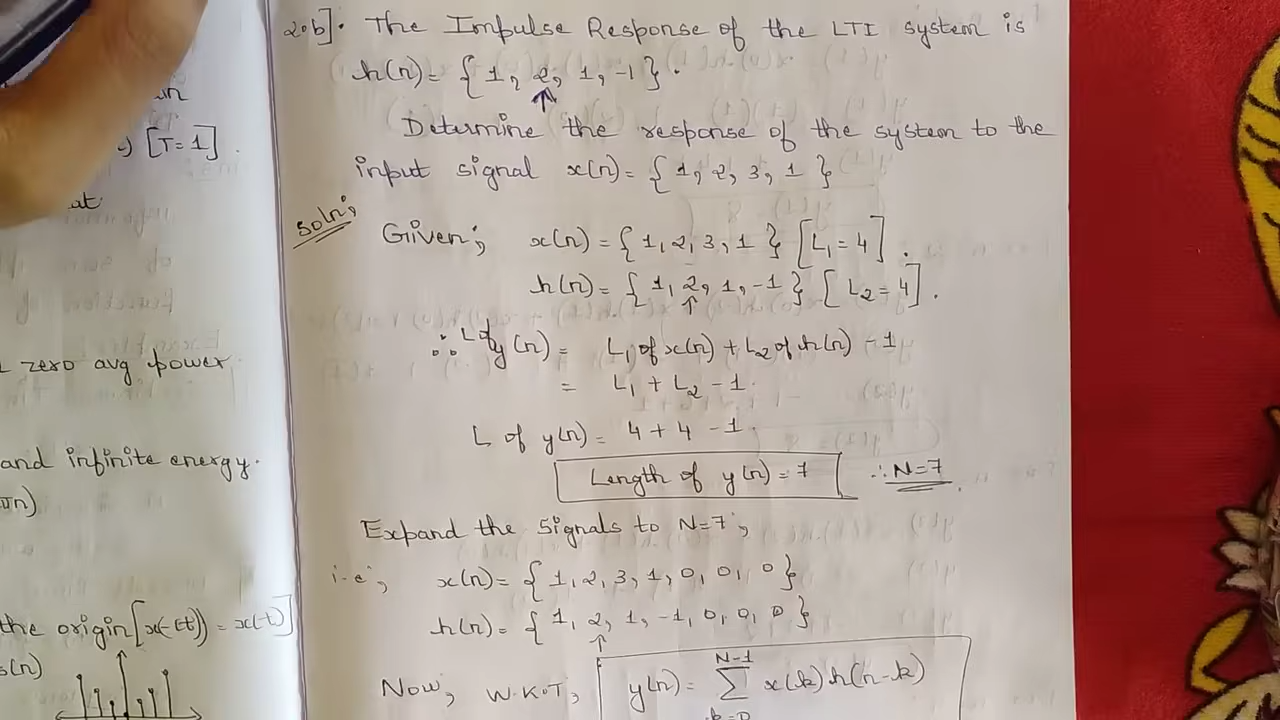 zero avg power
and infinite energy.
the origin [x(-t) = x(t)]
[T=1]
20b]. The Impulse Response of the LTI system is
h(n) = { 1, 2, 1, -1 } .
↑
Determine the response of the system to the
input signal x(n) = { 1, 2, 3, 1 }
Soln;
Given; x(n) = { 1, 2, 3, 1 } [L₁ = 4] .
h(n) = { 1, 2, 1, -1 } [ L₂ = 4] .
↑
∴ L of y(n) = L₁ of x(n) + L₂ of h(n) - 1
= L₁ + L₂ - 1.
L of y(n) = 4 + 4 - 1.
Length of y(n) = 7 ∴ N=7 .
Expand the signals to N=7,
i.e; x(n) = { 1, 2, 3, 1, 0, 0, 0 }
h(n) = { 1, 2, 1, -1, 0, 0, 0 }
↑
Now, W.K.T, y(n) = N-1 Σ k=0 x(k) h(n-k)